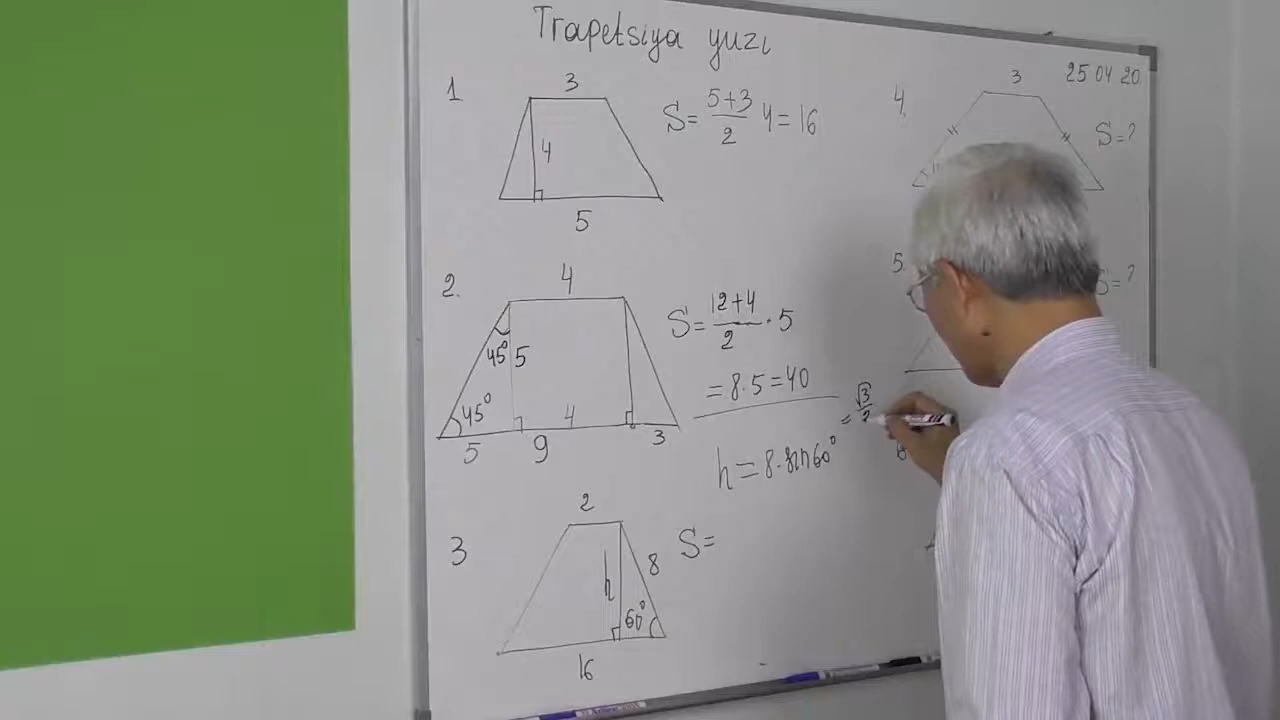 Trapetsiya yuzi
25 04 20
1
3
4
5
S = (5+3)/2 4 = 16
2.
4
45° 5
45°
5 9 4 3
S = (12+4)/2 · 5
= 8 · 5 = 40
h = 8 · sin60° = √3/2
3
2
h 8
60°
16
S =
4.
3
S = ?
5.
S = ?